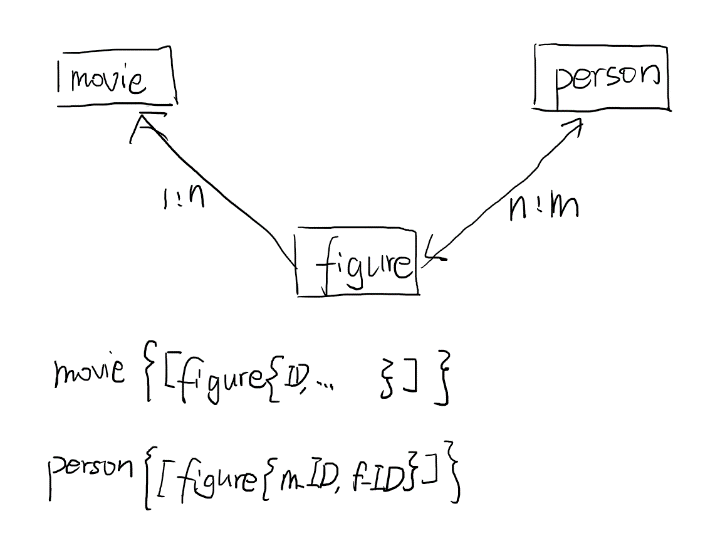 movie
person
1:n
n:m
figure
movie{[figure{ID,... }]}
person{[figure{m_ID, f_ID}]}